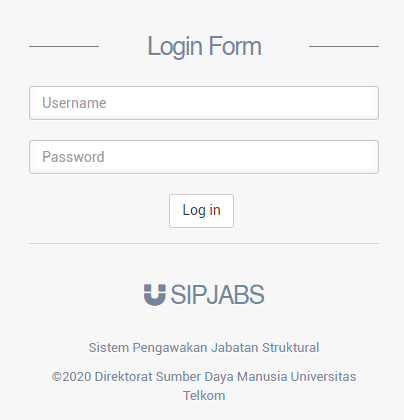 Login Form
Username
Password
Log in
SIPJABS
Sistem Pengawakan Jabatan Struktural
©2020 Direktorat Sumber Daya Manusia Universitas
Telkom